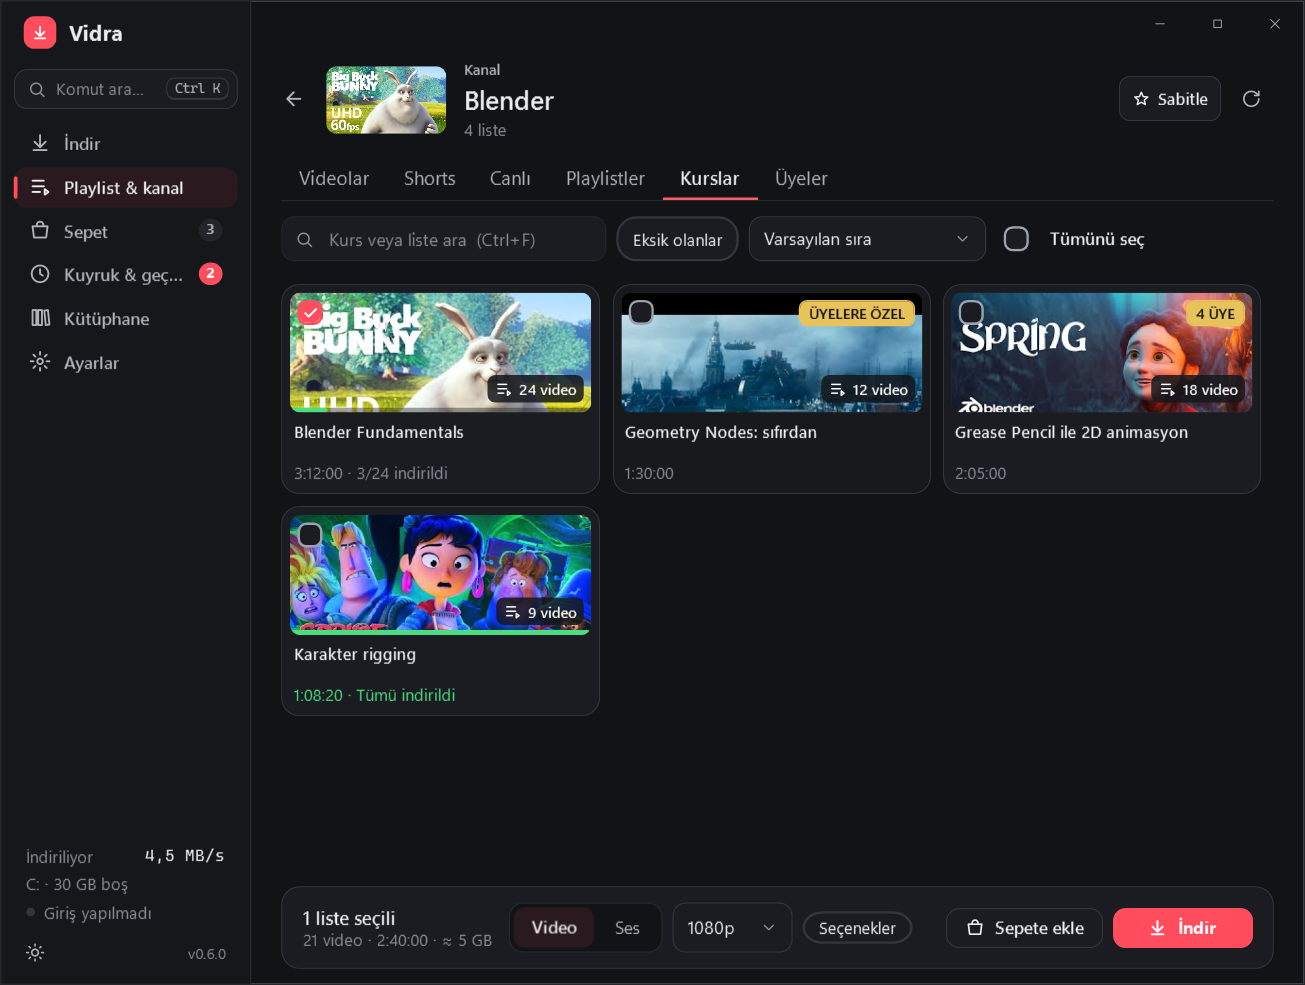 Vidra
Komut ara... Ctrl K
İndir
Playlist & kanal
Sepet 3
Kuyruk & geç... 2
Kütüphane
Ayarlar
İndiriliyor 4,5 MB/s
C: · 30 GB boş
Giriş yapılmadı
v0.6.0
Big Buck
BUNNY
UHD
60fps
Kanal
Blender
4 liste
Sabitle
Videolar Shorts Canlı Playlistler Kurslar Üyeler
Kurs veya liste ara (Ctrl+F) Eksik olanlar Varsayılan sıra Tümünü seç
Big Buck
BUNNY
UHD
24 video
Blender Fundamentals
3:12:00 · 3/24 indirildi
ÜYELERE ÖZEL
12 video
Geometry Nodes: sıfırdan
1:30:00
4 ÜYE
SPRING
blender
18 video
Grease Pencil ile 2D animasyon
2:05:00
9 video
Karakter rigging
1:08:20 · Tümü indirildi
1 liste seçili
21 video · 2:40:00 · ≈ 5 GB
Video Ses 1080p Seçenekler Sepete ekle İndir